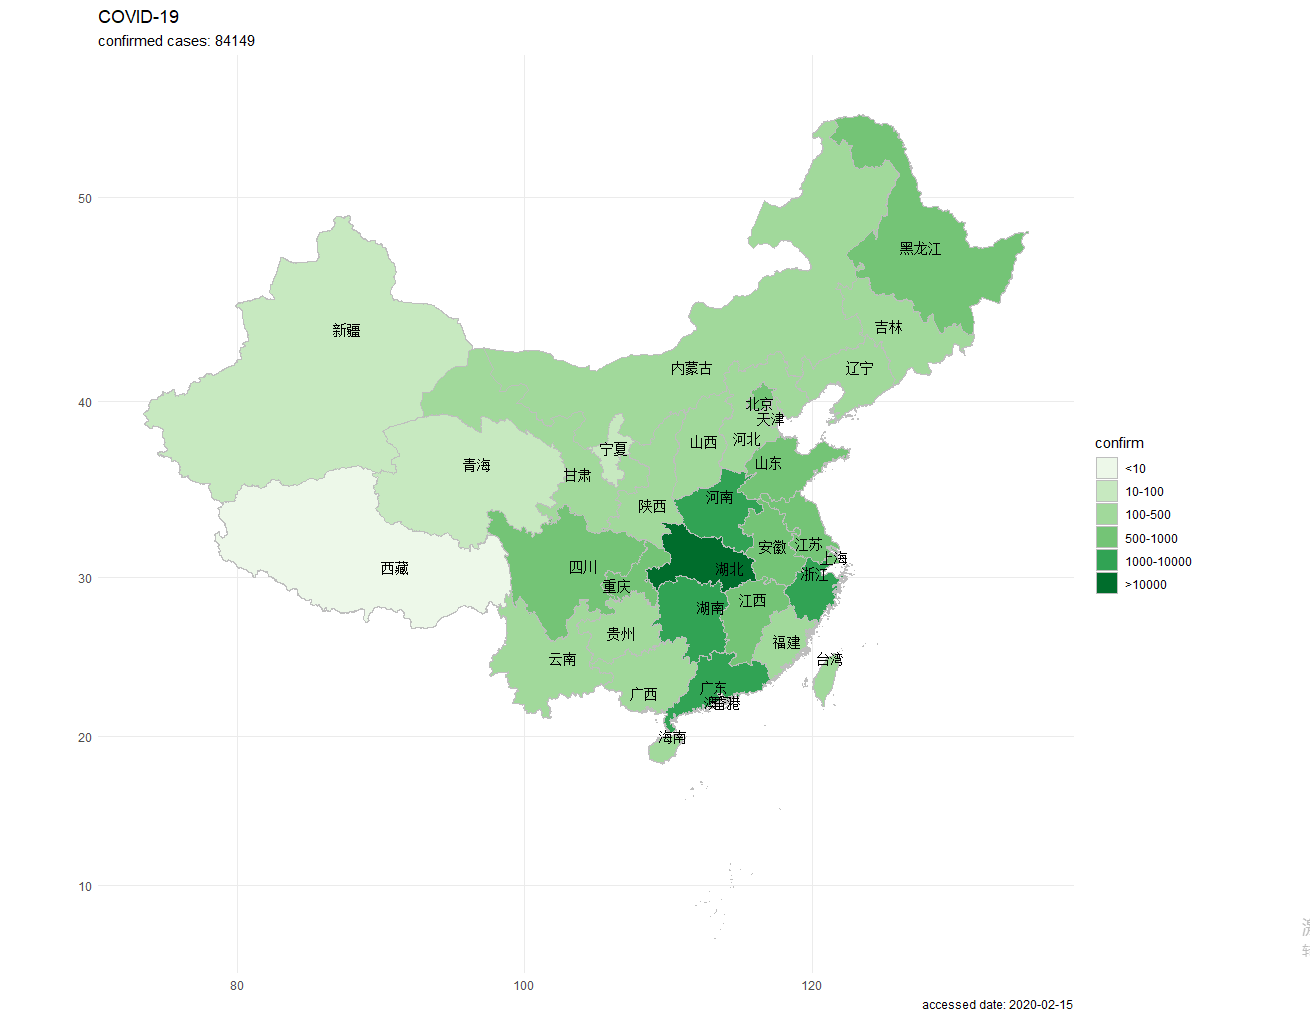 COVID-19
confirmed cases: 84149
50
40
30
20
10
80
100
120
黑龙江
吉林
辽宁
新疆
内蒙古
北京
天津
河北
山西
宁夏
山东
青海
甘肃
河南
陕西
安徽
江苏
上海
浙江
湖北
西藏
四川
重庆
湖南
江西
贵州
福建
云南
台湾
广西
广东
香港
海南
confirm
<10
10-100
100-500
500-1000
1000-10000
>10000
accessed date: 2020-02-15